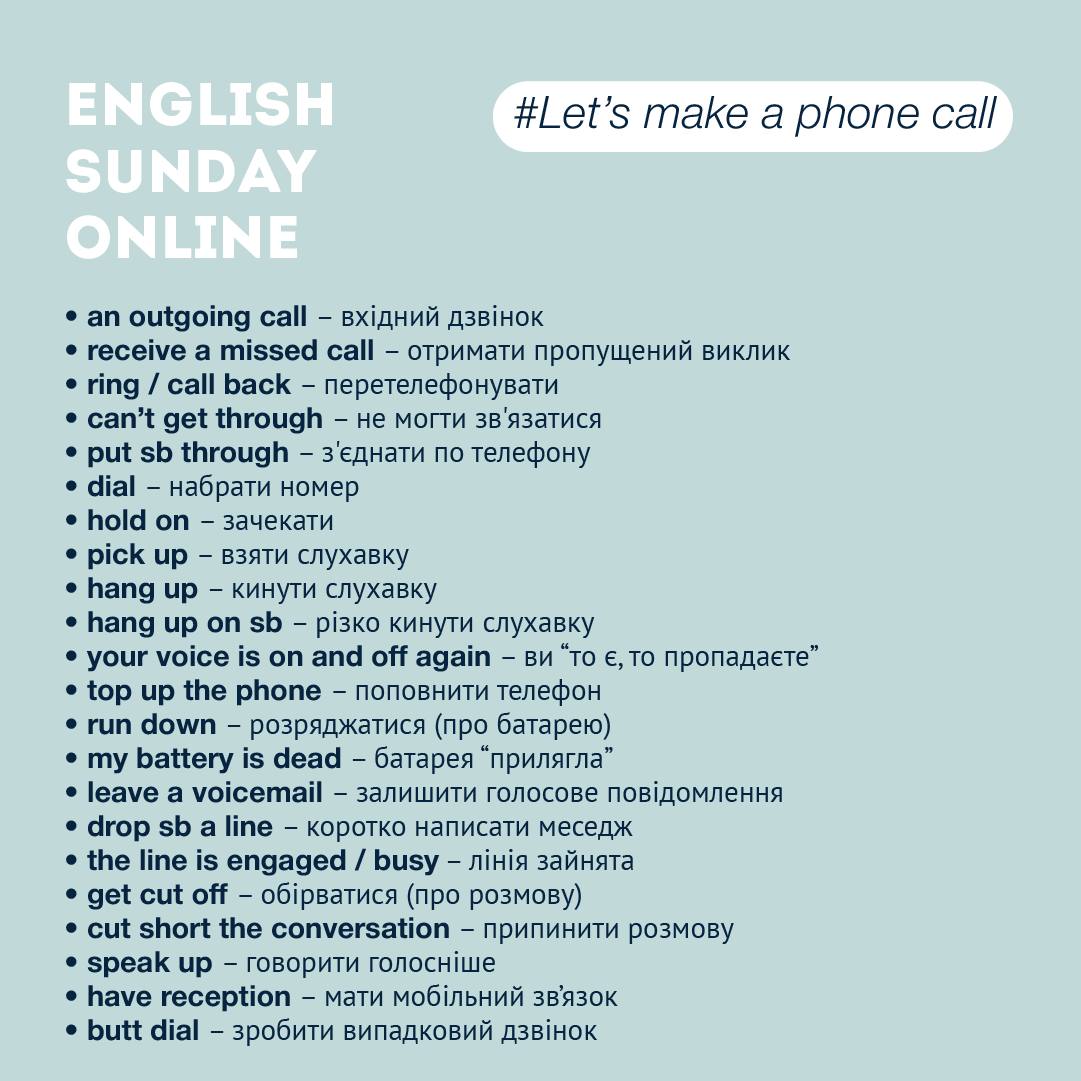 ENGLISH
SUNDAY
ONLINE
#Let’s make a phone call
• an outgoing call – вхідний дзвінок
• receive a missed call – отримати пропущений виклик
• ring / call back – перетелефонувати
• can’t get through – не могти зв'язатися
• put sb through – з'єднати по телефону
• dial – набрати номер
• hold on – зачекати
• pick up – взяти слухавку
• hang up – кинути слухавку
• hang up on sb – різко кинути слухавку
• your voice is on and off again – ви “то є, то пропадаєте”
• top up the phone – поповнити телефон
• run down – розряджатися (про батарею)
• my battery is dead – батарея “прилягла”
• leave a voicemail – залишити голосове повідомлення
• drop sb a line – коротко написати меседж
• the line is engaged / busy – лінія зайнята
• get cut off – обірватися (про розмову)
• cut short the conversation – припинити розмову
• speak up – говорити голосніше
• have reception – мати мобільний зв’язок
• butt dial – зробити випадковий дзвінок